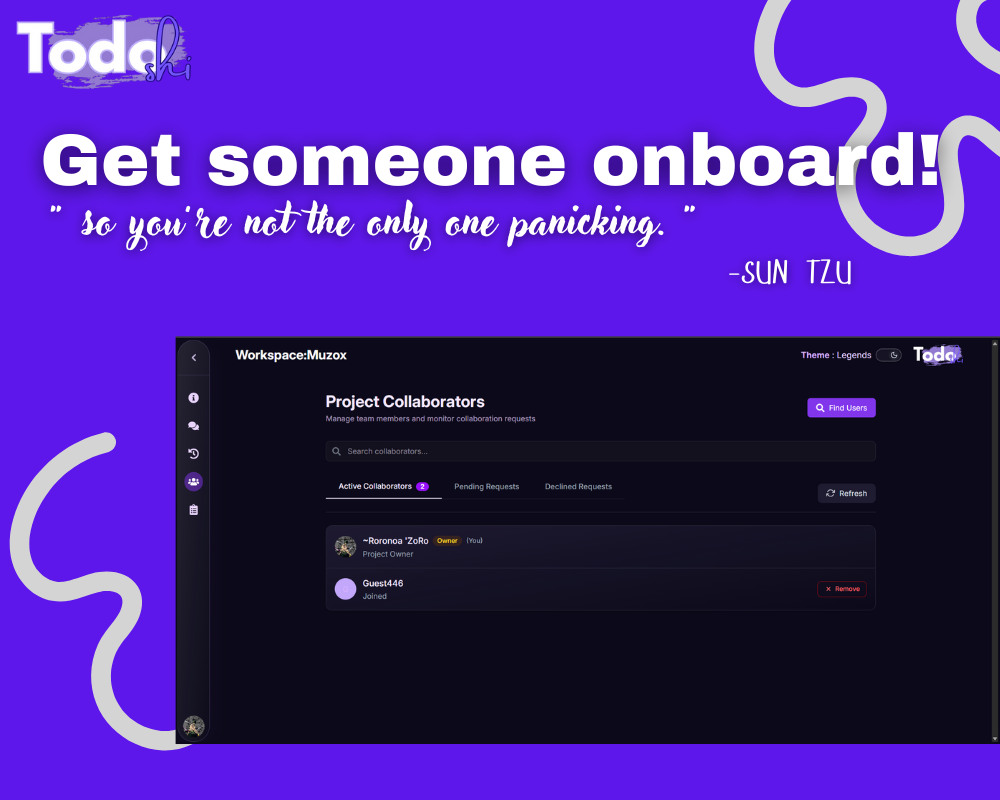 Todo
shi
Get someone onboard!
" so you're not the only one panicking. "
-SUN TZU
Workspace:Muzox
Theme : Legends
Todo
Project Collaborators
Manage team members and monitor collaboration requests
Find Users
Search collaborators...
Active Collaborators 2
Pending Requests
Declined Requests
Refresh
~Roronoa 'ZoRo Owner (You)
Project Owner
Guest446
Joined
× Remove